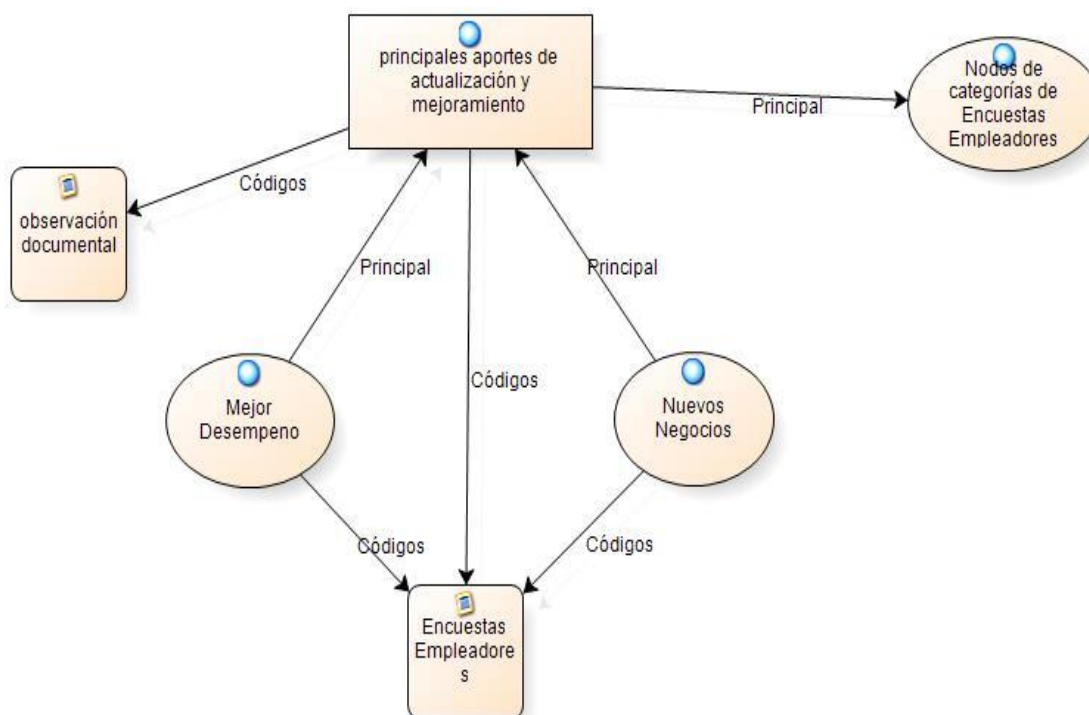 principales aportes de
actualización y
mejoramiento
Nodos de
categorías de
Encuestas
Empleadores
Principal
Códigos
observación
documental
Principal
Principal
Códigos
Mejor
Desempeno
Nuevos
Negocios
Códigos
Códigos
Encuestas
Empleadore
s